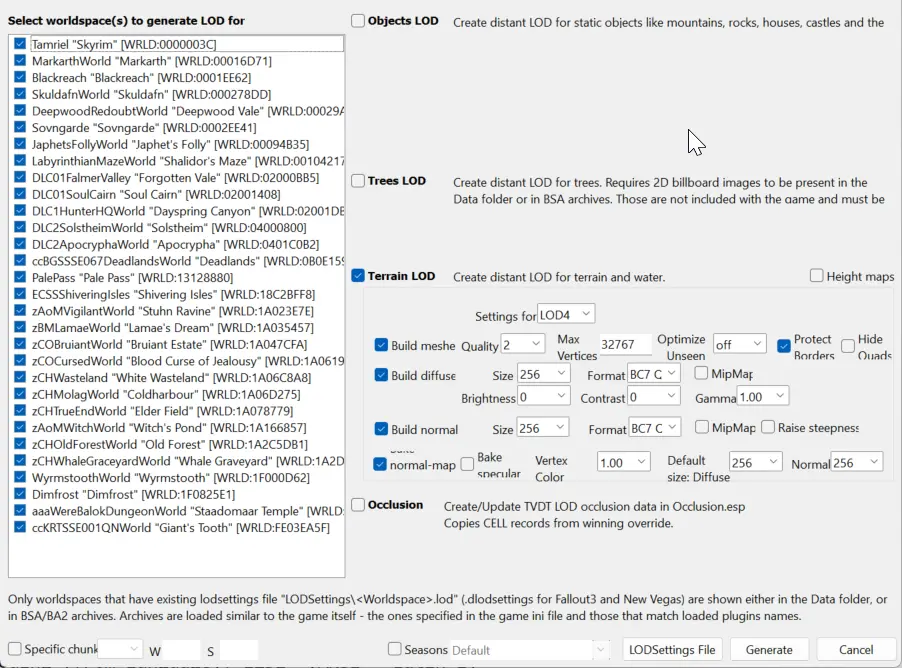 Select worldspace(s) to generate LOD for
Tamriel "Skyrim" [WRLD:0000003C]
MarkarthWorld "Markarth" [WRLD:00016D71]
Blackreach "Blackreach" [WRLD:0001EE62]
SkuldafnWorld "Skuldafn" [WRLD:000278DD]
DeepwoodRedoubtWorld "Deepwood Vale" [WRLD:00029A
Sovngarde "Sovngarde" [WRLD:0002EE41]
JaphetsFollyWorld "Japhet's Folly" [WRLD:00094B35]
LabyrinthianMazeWorld "Shalidor's Maze" [WRLD:00104217
DLC01FalmerValley "Forgotten Vale" [WRLD:02000BB5]
DLC01SoulCairn "Soul Cairn" [WRLD:02001408]
DLC1HunterHQWorld "Dayspring Canyon" [WRLD:02001DE
DLC2SolstheimWorld "Solstheim" [WRLD:04000800]
DLC2ApocryphaWorld "Apocrypha" [WRLD:0401C0B2]
ccBGSSSE067DeadlandsWorld "Deadlands" [WRLD:0B0E159
PalePass "Pale Pass" [WRLD:13128880]
ECSSShiveringIsles "Shivering Isles" [WRLD:18C2BFF8]
zAoMVigilantWorld "Stuhn Ravine" [WRLD:1A023E7E]
zBMLamaeWorld "Lamae's Dream" [WRLD:1A035457]
zCOBruiantWorld "Bruiant Estate" [WRLD:1A047CFA]
zCOCursedWorld "Blood Curse of Jealousy" [WRLD:1A0619
zCHWasteland "White Wasteland" [WRLD:1A06C8A8]
zCHMolagWorld "Coldharbour" [WRLD:1A06D275]
zCHTrueEndWorld "Elder Field" [WRLD:1A078779]
zAoMWitchWorld "Witch's Pond" [WRLD:1A166857]
zCHOldForestWorld "Old Forest" [WRLD:1A2C5DB1]
zCHWhaleGraceyardWorld "Whale Graveyard" [WRLD:1A2D
WyrmstoothWorld "Wyrmstooth" [WRLD:1F000D62]
Dimfrost "Dimfrost" [WRLD:1F0825E1]
aaaWereBalokDungeonWorld "Staadomaar Temple" [WRLD:
ccKRTSSE001QNWorld "Giant's Tooth" [WRLD:FE03EA5F]
Objects LOD Create distant LOD for static objects like mountains, rocks, houses, castles and the
Trees LOD Create distant LOD for trees. Requires 2D billboard images to be present in the
Data folder or in BSA archives. Those are not included with the game and must be
Terrain LOD Create distant LOD for terrain and water. Height maps
Settings for LOD4
Build meshe Quality 2 Max Vertices 32767 Optimize Unseen off Protect Borders Hide Quads
Build diffuse Size 256 Format BC7 C MipMap
Brightness 0 Contrast 0 Gamma 1.00
Build normal Size 256 Format BC7 C MipMap Raise steepness
Bake normal-map Bake specular Vertex Color 1.00 Default size: Diffuse 256 Normal 256
Occlusion Create/Update TVDT LOD occlusion data in Occlusion.esp
Copies CELL records from winning override.
Only worldspaces that have existing lodsettings file "LODSettings\<Worldspace>.lod" (.dlodsettings for Fallout3 and New Vegas) are shown either in the Data folder, or
in BSA/BA2 archives. Archives are loaded similar to the game itself - the ones specified in the game ini file and those that match loaded plugins names.
Specific chunk W S Seasons Default LODSettings File Generate Cancel